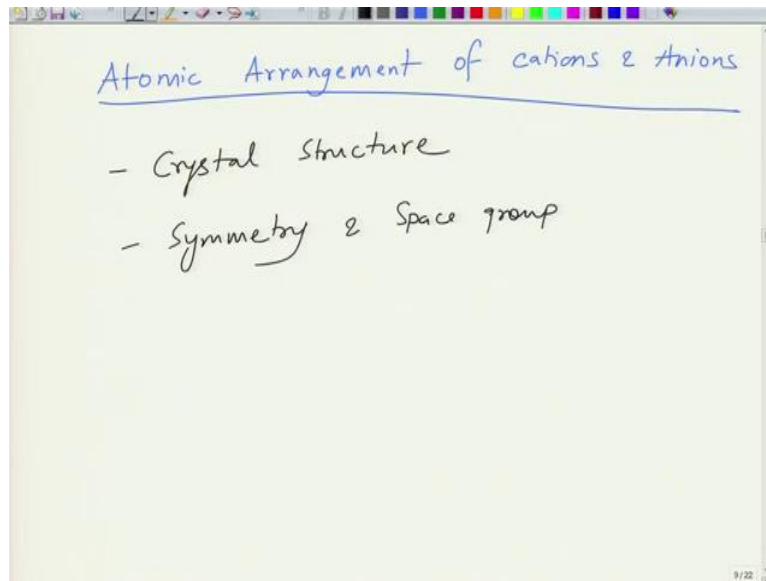 Atomic Arrangement of cations & Anions
- Crystal Structure
- Symmetry & Space group
9/22